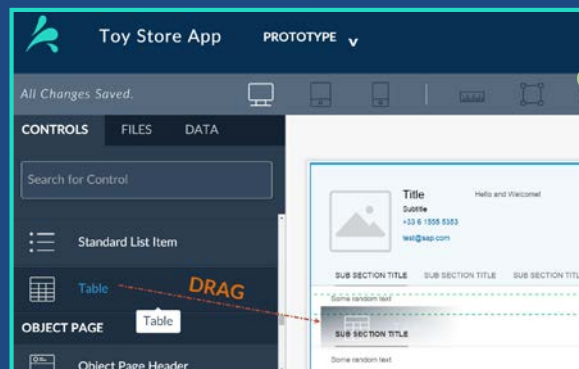 Toy Store App PROTOTYPE
All Changes Saved.
CONTROLS FILES DATA
Search for Control
Standard List Item
Table
DRAG
Table
OBJECT PAGE
Object Page Header
Title
Hello and Welcome!
Subtitle
+33 6 1555 5353
test@sap.com
SUB SECTION TITLE SUB SECTION TITLE SUB SECTION TITL
Some random text
SUB SECTION TITLE
Some random text